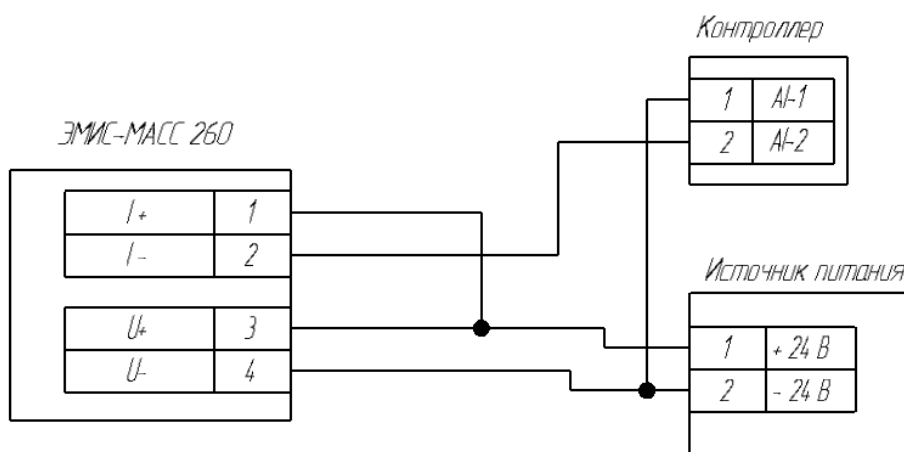 Контроллер
1 AI-1
2 AI-2
ЭМИС-МАСС 260
I+ 1
I- 2
U+ 3
U- 4
Источник питания
1 + 24 В
2 - 24 В